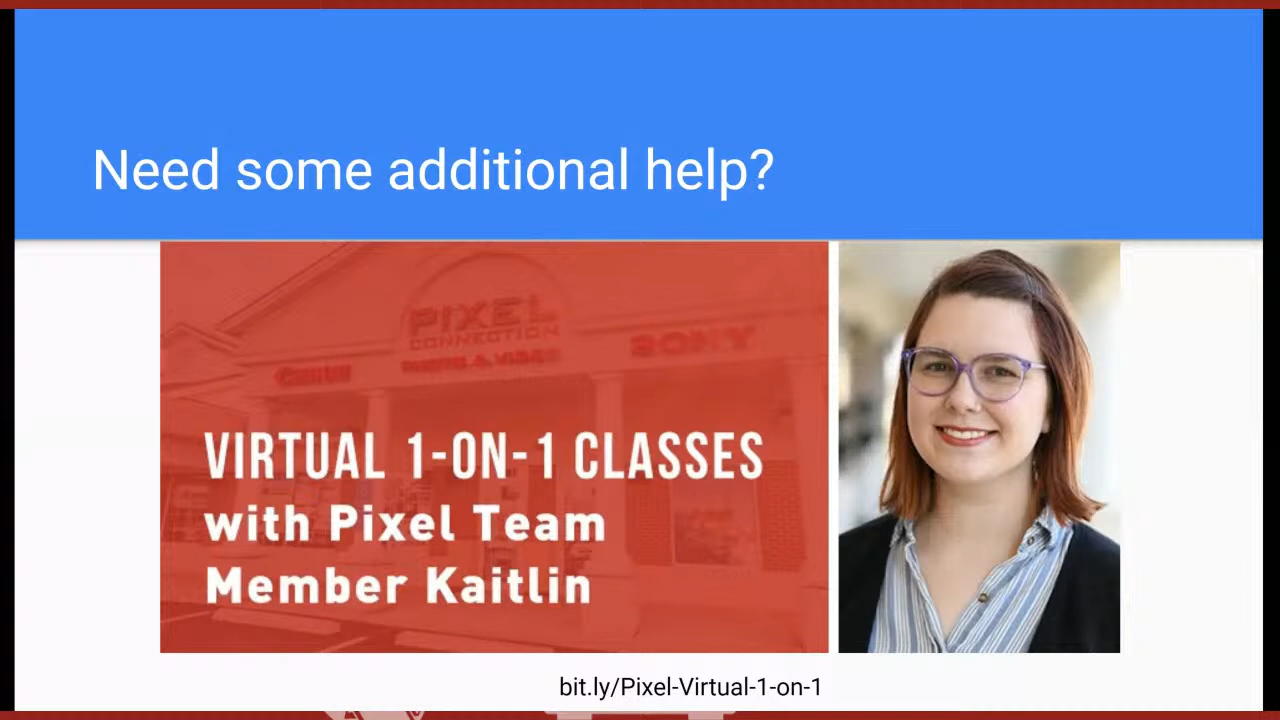 Need some additional help?
PIXEL
CONNECTION
SONY
VIRTUAL 1-ON-1 CLASSES
with Pixel Team
Member Kaitlin
bit.ly/Pixel-Virtual-1-on-1